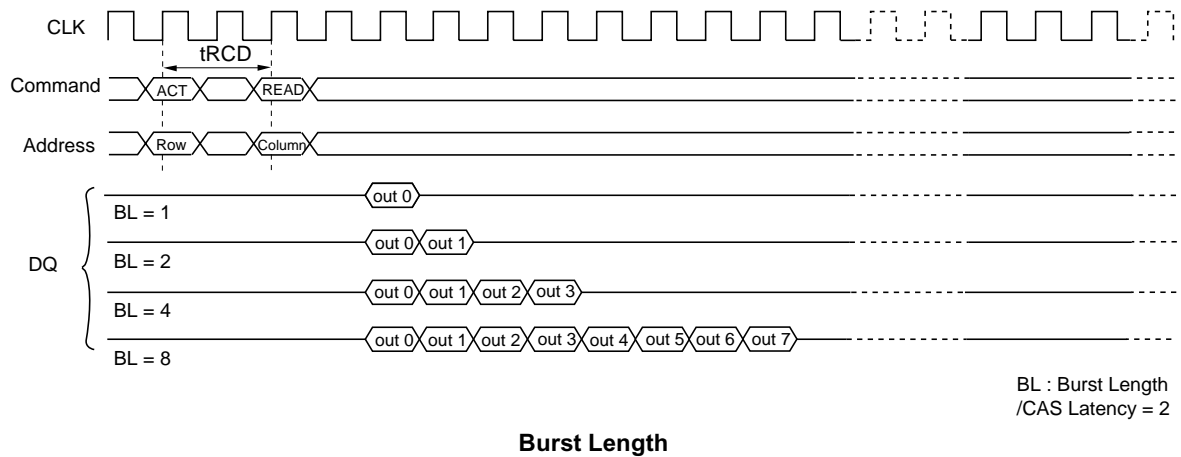 CLK
tRCD
Command ACT READ
Address Row Column
out 0
BL = 1
out 0 out 1
BL = 2
DQ
out 0 out 1 out 2 out 3
BL = 4
out 0 out 1 out 2 out 3 out 4 out 5 out 6 out 7
BL = 8
BL : Burst Length
/CAS Latency = 2
Burst Length